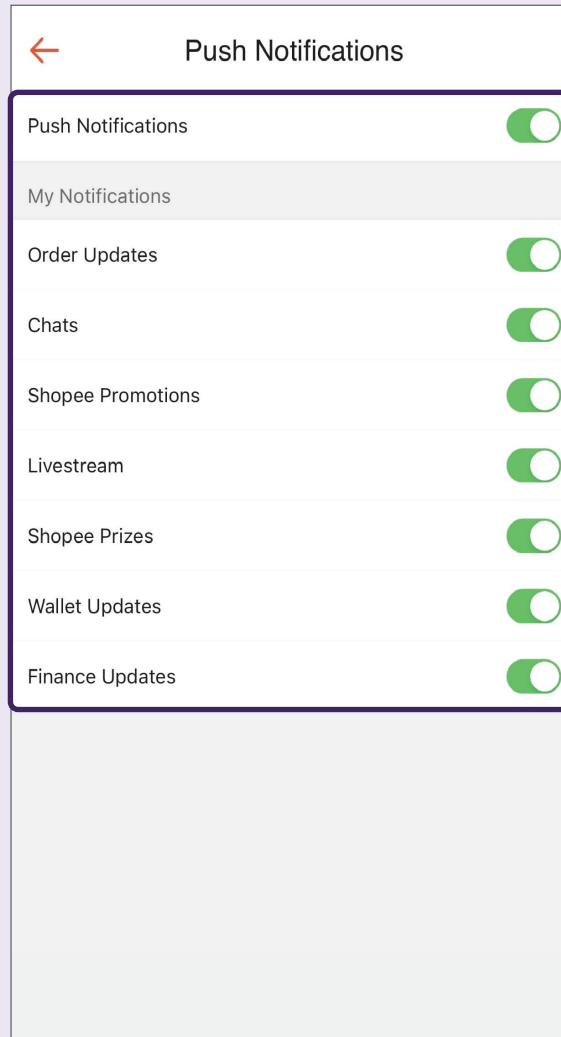 Push Notifications
Push Notifications
My Notifications
Order Updates
Chats
Shopee Promotions
Livestream
Shopee Prizes
Wallet Updates
Finance Updates